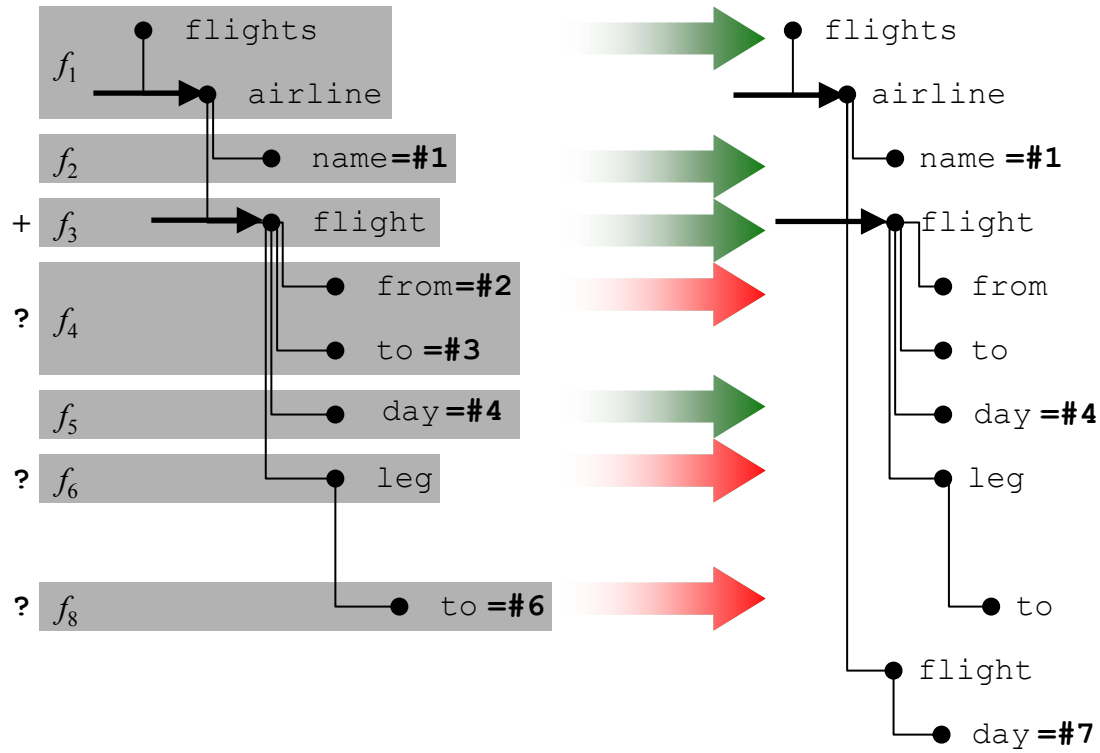 flights flights
f1
airline airline
f2 name=#1 name =#1
+ f3 flight flight
from=#2 from
? f4
to =#3 to
f5 day =#4 day =#4
? f6 leg leg
? f8 to =#6 to
flight
day =#7